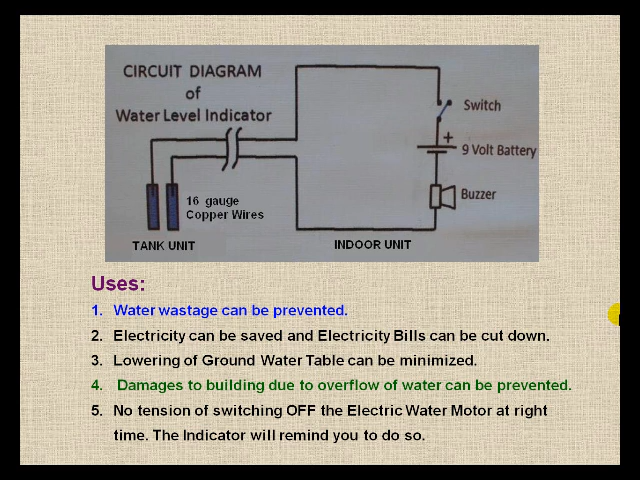 CIRCUIT DIAGRAM
of
Water Level Indicator
Switch
+
9 Volt Battery
16 gauge
Copper Wires
Buzzer
TANK UNIT
INDOOR UNIT
Uses:
1. Water wastage can be prevented.
2. Electricity can be saved and Electricity Bills can be cut down.
3. Lowering of Ground Water Table can be minimized.
4. Damages to building due to overflow of water can be prevented.
5. No tension of switching OFF the Electric Water Motor at right
time. The Indicator will remind you to do so.